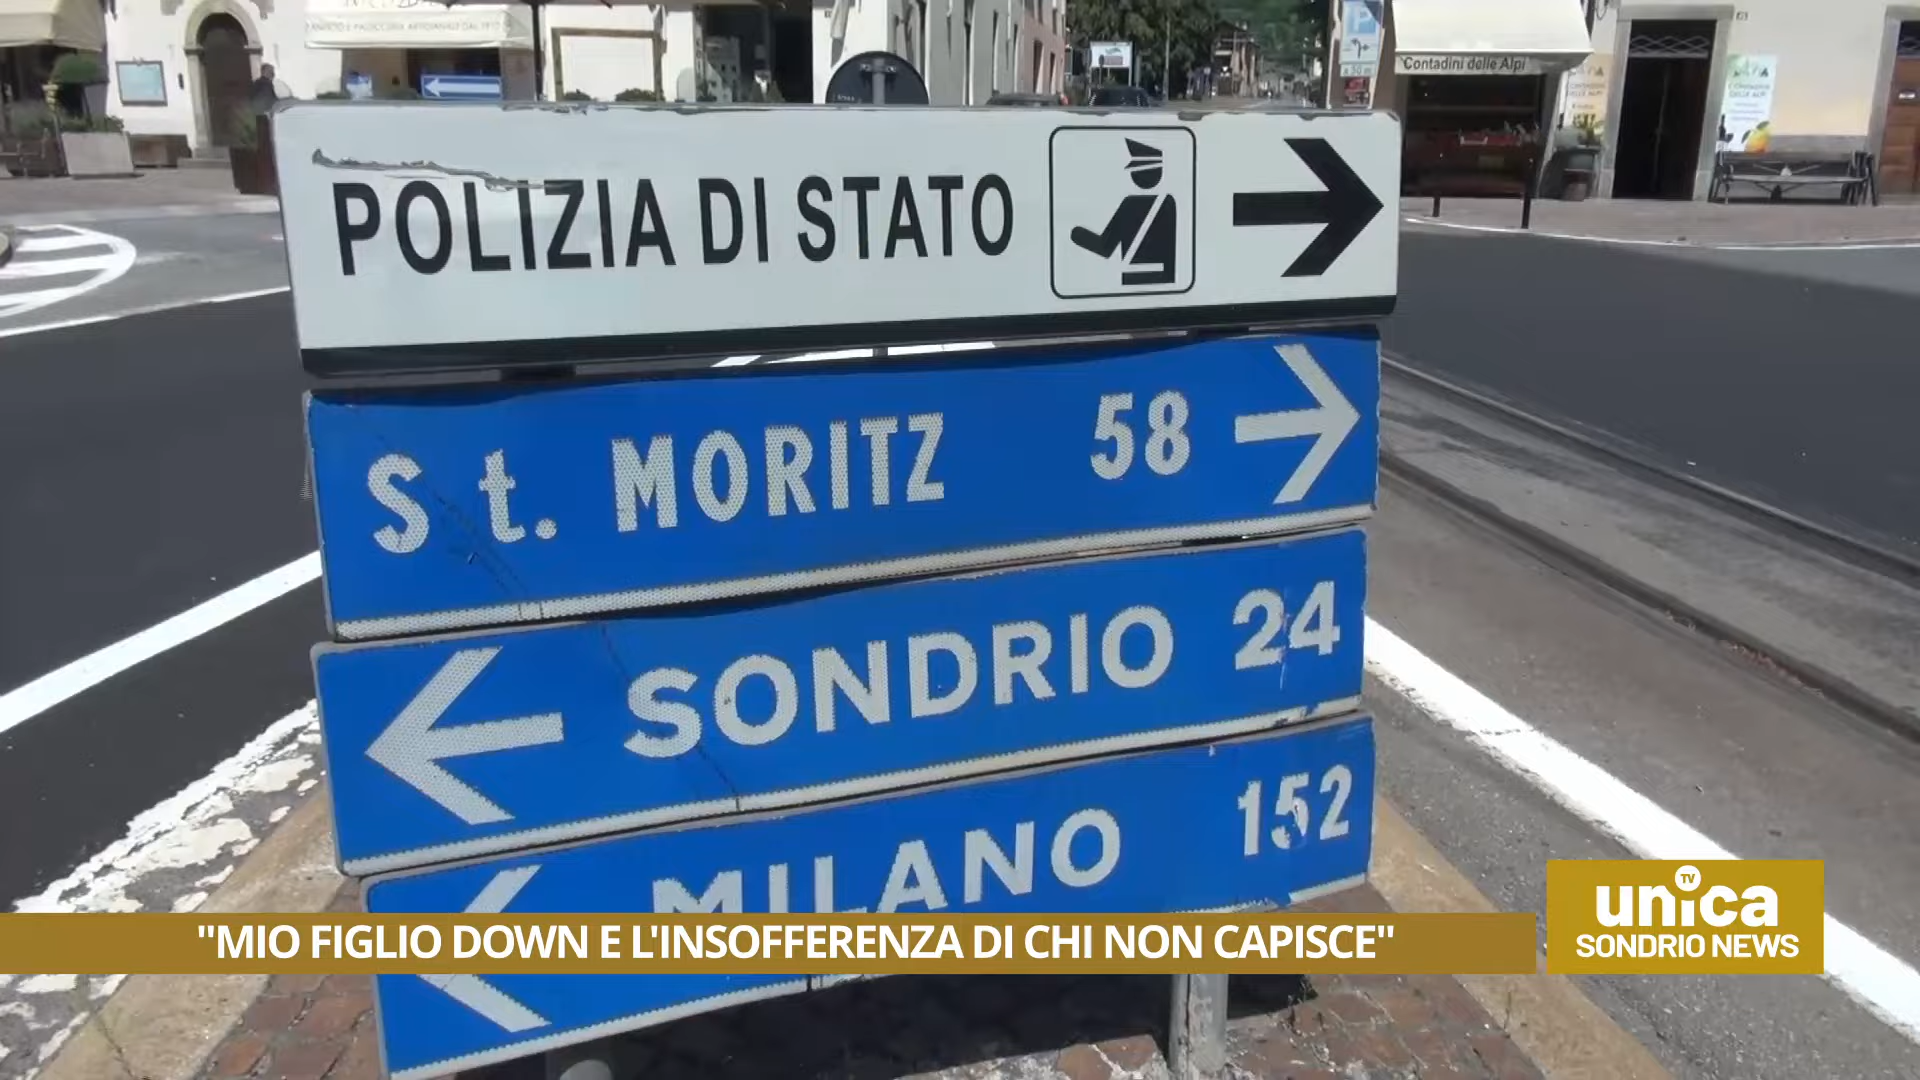 Contadini delle Alpi
POLIZIA DI STATO
St. MORITZ 58
SONDRIO 24
MILANO 152
"MIO FIGLIO DOWN E L'INSOFFERENZA DI CHI NON CAPISCE"
unica TV
SONDRIO NEWS